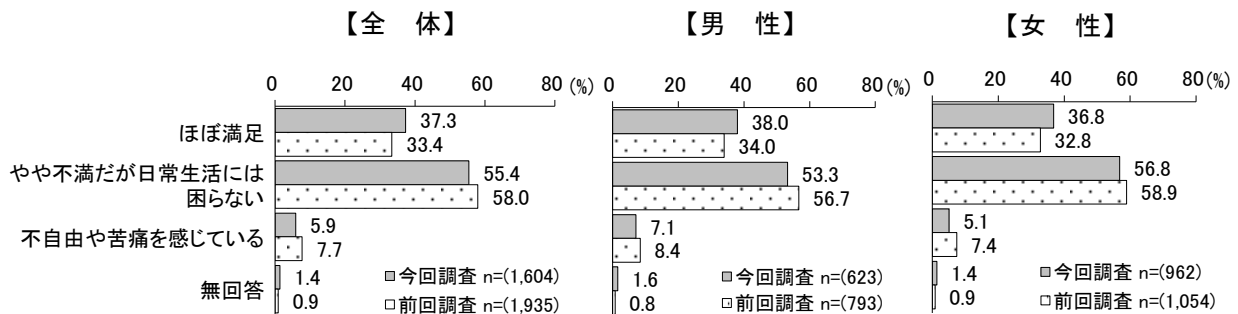 【全　体】
0 20 40 60 80
(%)
ほぼ満足
37.3
33.4
やや不満だが日常生活には
困らない
55.4
58.0
不自由や苦痛を感じている
5.9
7.7
無回答
1.4
0.9
今回調査 n=(1,604)
前回調査 n=(1,935)
【男　性】
0 20 40 60 80
(%)
38.0
34.0
53.3
56.7
7.1
8.4
1.6
0.8
今回調査 n=(623)
前回調査 n=(793)
【女　性】
0 20 40 60 80
(%)
36.8
32.8
56.8
58.9
5.1
7.4
1.4
0.9
今回調査 n=(962)
前回調査 n=(1,054)